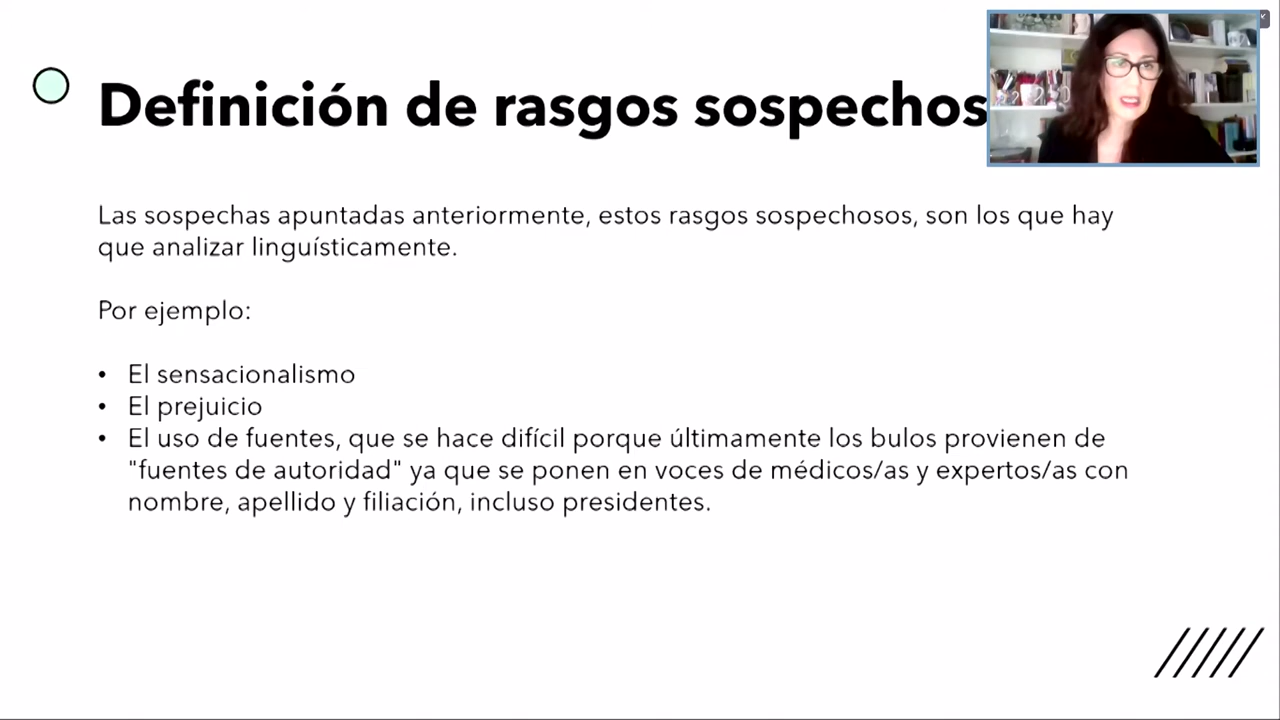 Definición de rasgos sospechos
Las sospechas apuntadas anteriormente, estos rasgos sospechosos, son los que hay
que analizar linguísticamente.
Por ejemplo:
• El sensacionalismo
• El prejuicio
• El uso de fuentes, que se hace difícil porque últimamente los bulos provienen de
"fuentes de autoridad" ya que se ponen en voces de médicos/as y expertos/as con
nombre, apellido y filiación, incluso presidentes.